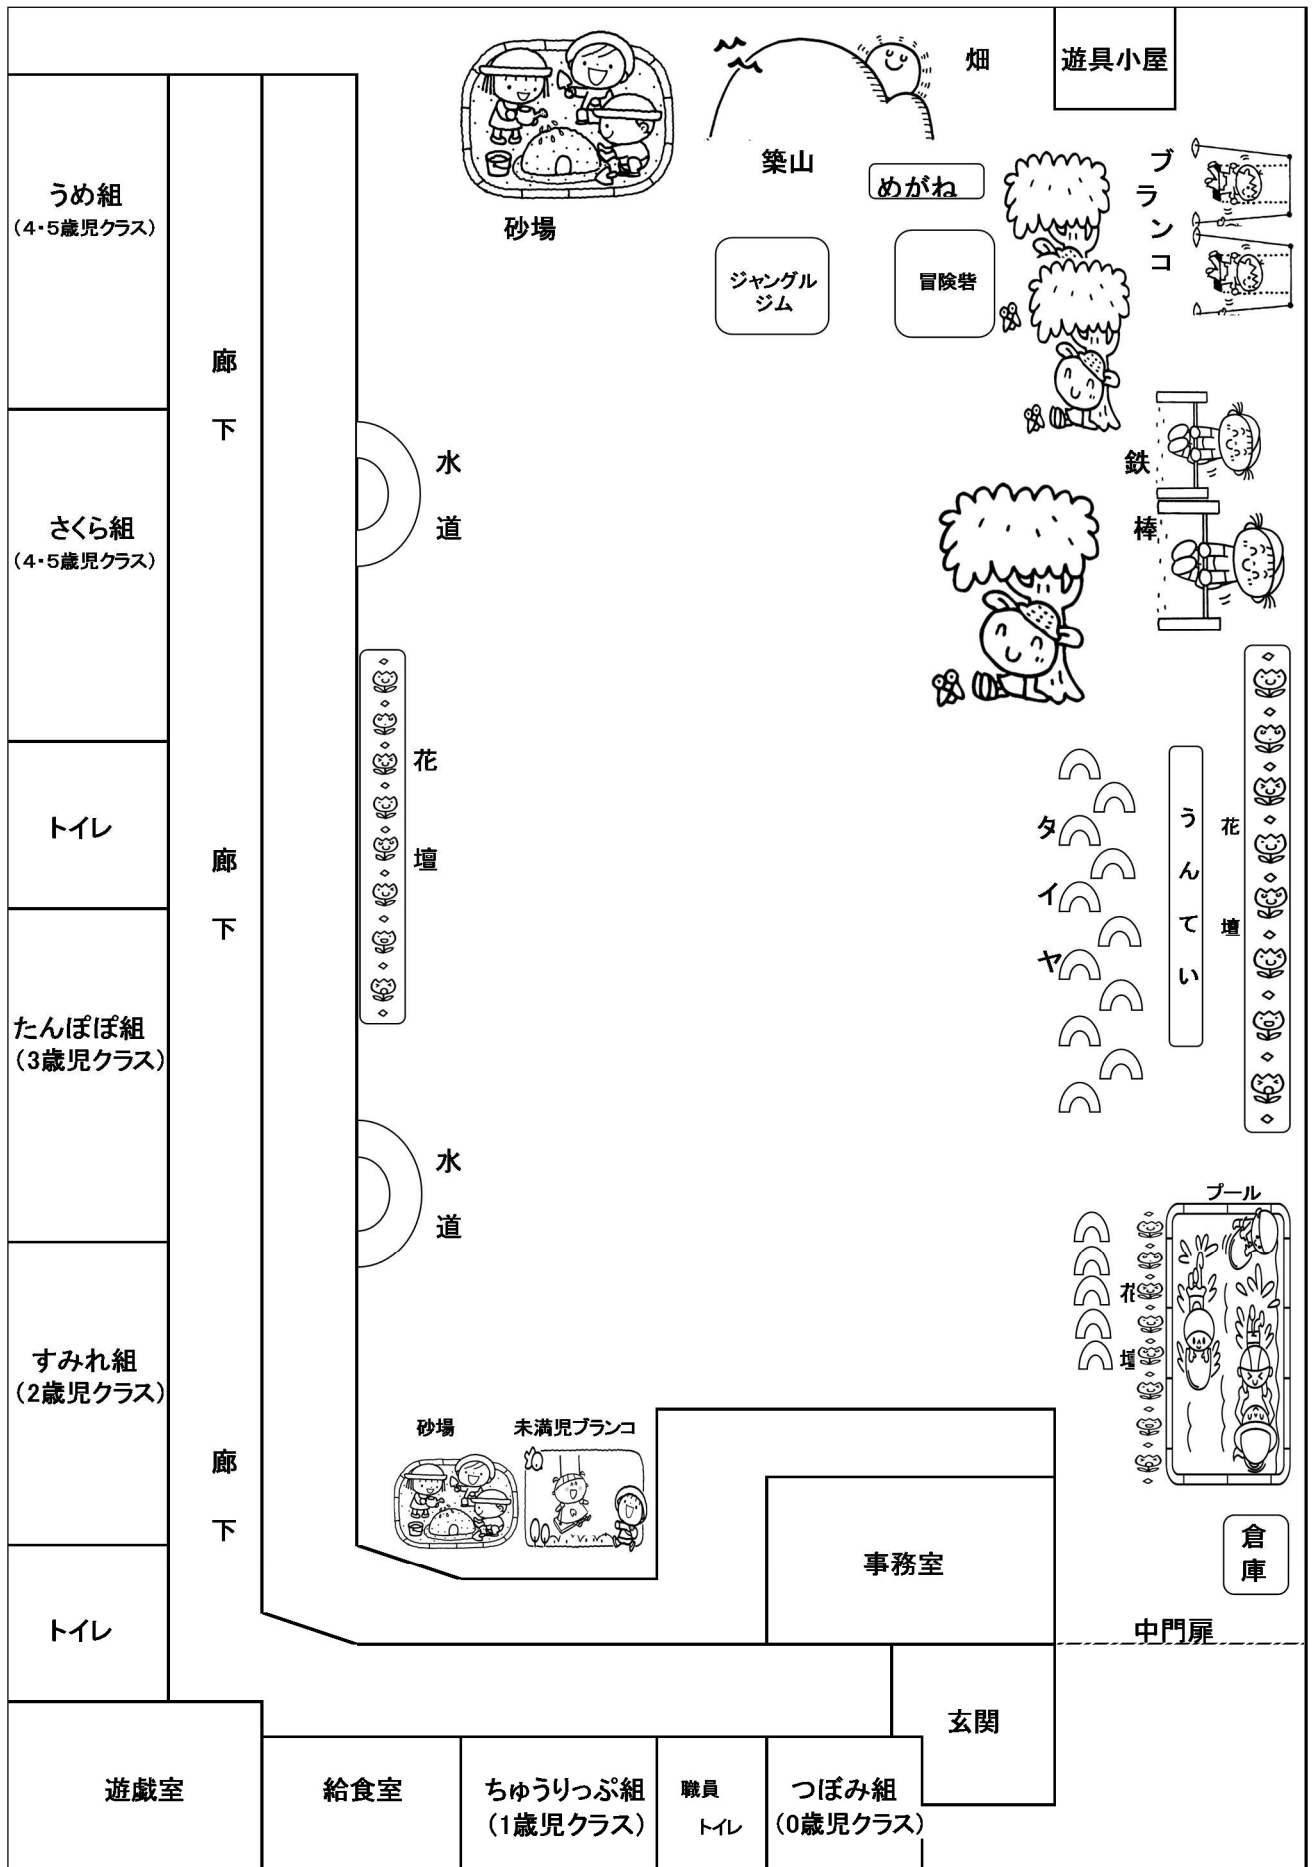 畑
遊具小屋
築山
めがね
ブランコ
砂場
ジャングル
ジム
冒険砦
うめ組
(4・5歳児クラス)
廊下
水道
鉄棒
さくら組
(4・5歳児クラス)
トイレ
廊下
花壇
タイヤ
うんてい
花壇
たんぽぽ組
(3歳児クラス)
水道
プール
花壇
すみれ組
(2歳児クラス)
廊下
砂場
未満児ブランコ
事務室
倉庫
中門扉
トイレ
玄関
遊戯室
給食室
ちゅうりっぷ組
(1歳児クラス)
職員
トイレ
つぼみ組
(0歳児クラス)